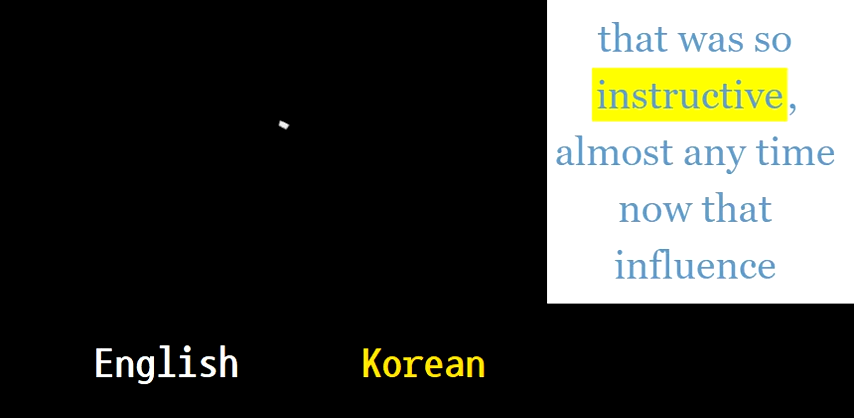 that was so
instructive,
almost any time
now that
influence
English
Korean